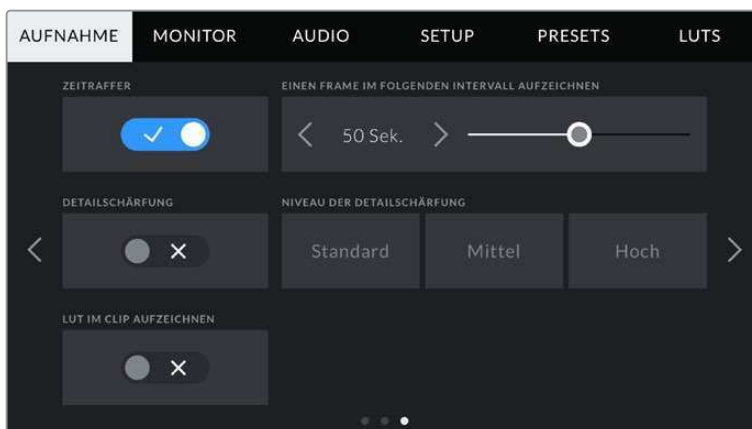 AUFNAHME MONITOR AUDIO SETUP PRESETS LUTS
ZEITRAFFER EINEN FRAME IM FOLGENDEN INTERVALL AUFZEICHNEN
50 Sek.
DETAILSCHÄRFUNG NIVEAU DER DETAILSCHÄRFUNG
Standard Mittel Hoch
LUT IM CLIP AUFZEICHNEN